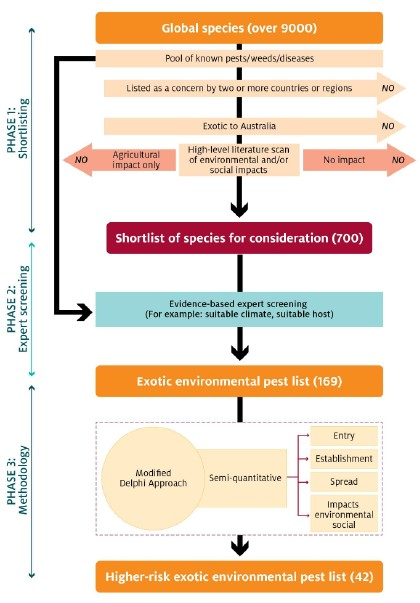 PHASE 1:
Shortlisting
Global species (over 9000)
Pool of known pests/weeds/diseases
Listed as a concern by two or more countries or regions
NO
Exotic to Australia
NO
NO
Agricultural
impact only
High-level literature scan
of environmental and/or
social impacts
No impact
NO
Shortlist of species for consideration (700)
PHASE 2:
Expert screening
Evidence-based expert screening
(For example: suitable climate, suitable host)
Exotic environmental pest list (169)
PHASE 3:
Methodology
Modified
Delphi Approach
Semi-quantitative
Entry
Establishment
Spread
Impacts
environmental
social
Higher-risk exotic environmental pest list (42)